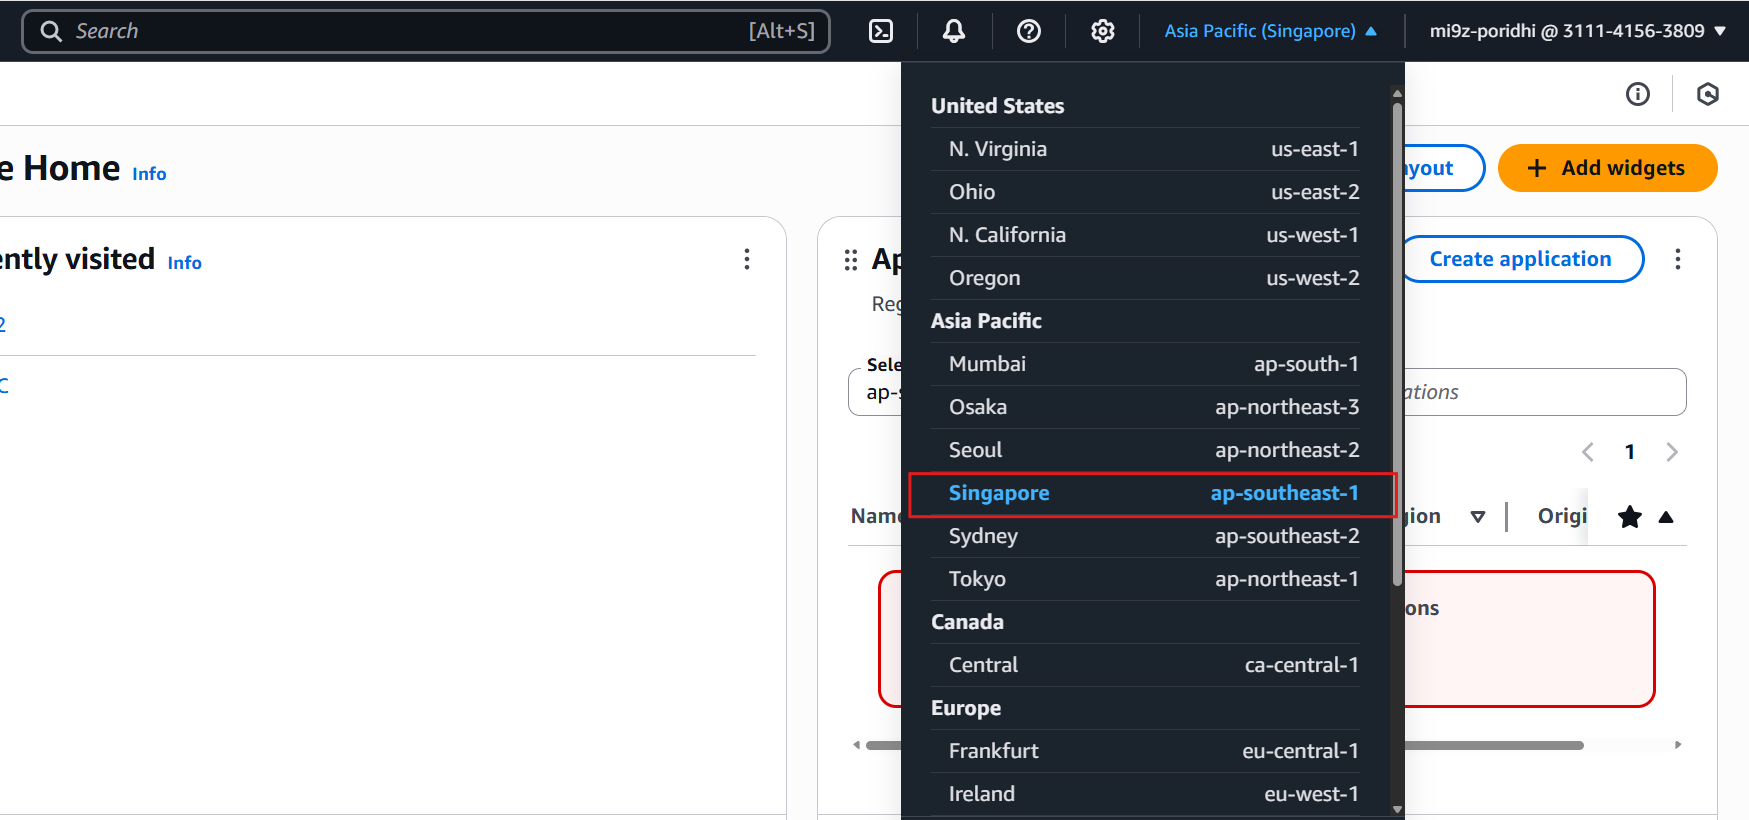 Search [Alt+S] Asia Pacific (Singapore) mi9z-poridhi @ 3111-4156-3809
e Home Info
ayout
+ Add widgets
ently visited Info
2
C
Ap
Create application
Reg
Sele
ap-s
ations
1
Name
gion
Origi
ons
United States
N. Virginia us-east-1
Ohio us-east-2
N. California us-west-1
Oregon us-west-2
Asia Pacific
Mumbai ap-south-1
Osaka ap-northeast-3
Seoul ap-northeast-2
Singapore ap-southeast-1
Sydney ap-southeast-2
Tokyo ap-northeast-1
Canada
Central ca-central-1
Europe
Frankfurt eu-central-1
Ireland eu-west-1